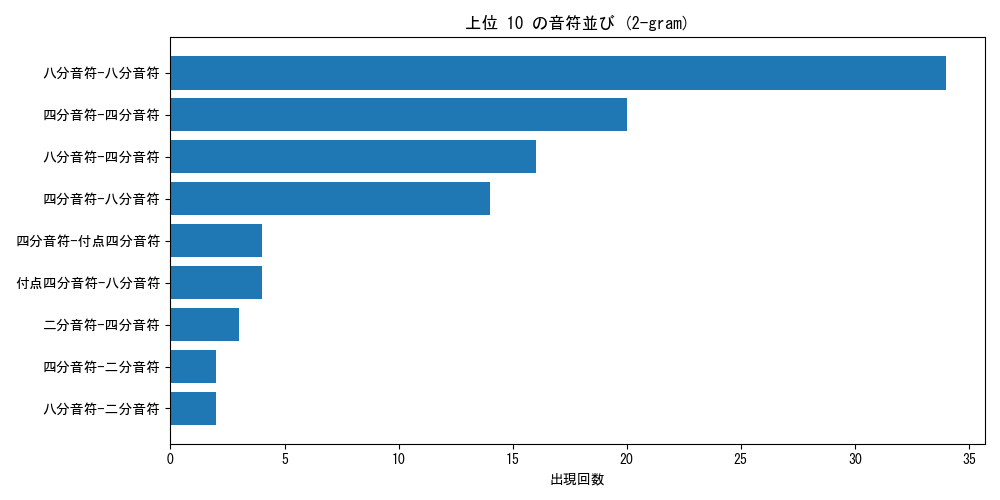 上位 10 の音符並び (2-gram)
八分音符-八分音符
四分音符-四分音符
八分音符-四分音符
四分音符-八分音符
四分音符-付点四分音符
付点四分音符-八分音符
二分音符-四分音符
四分音符-二分音符
八分音符-二分音符
0 5 10 15 20 25 30 35
出現回数